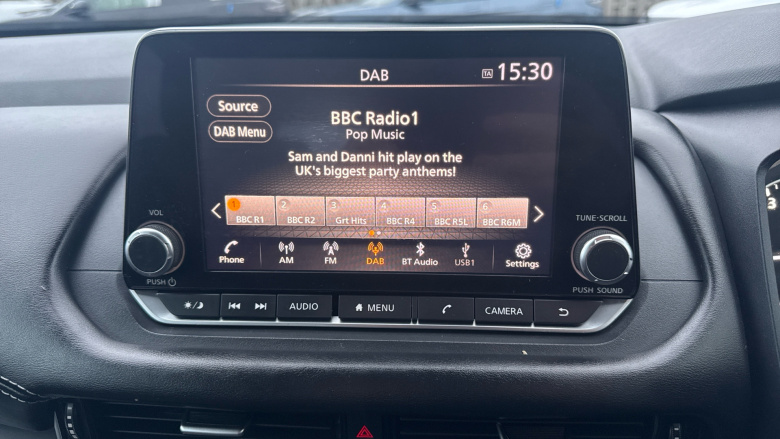 DAB
TA 15:30
Source
DAB Menu
BBC Radio1
Pop Music
Sam and Danni hit play on the
UK's biggest party anthems!
1 2 3 4 5 6
BBC R1 BBC R2 Grt Hits BBC R4 BBC R5L BBC R6M
Phone AM FM DAB BT Audio USB1 Settings
VOL
PUSH
TUNE·SCROLL
PUSH SOUND
AUDIO MENU CAMERA
3